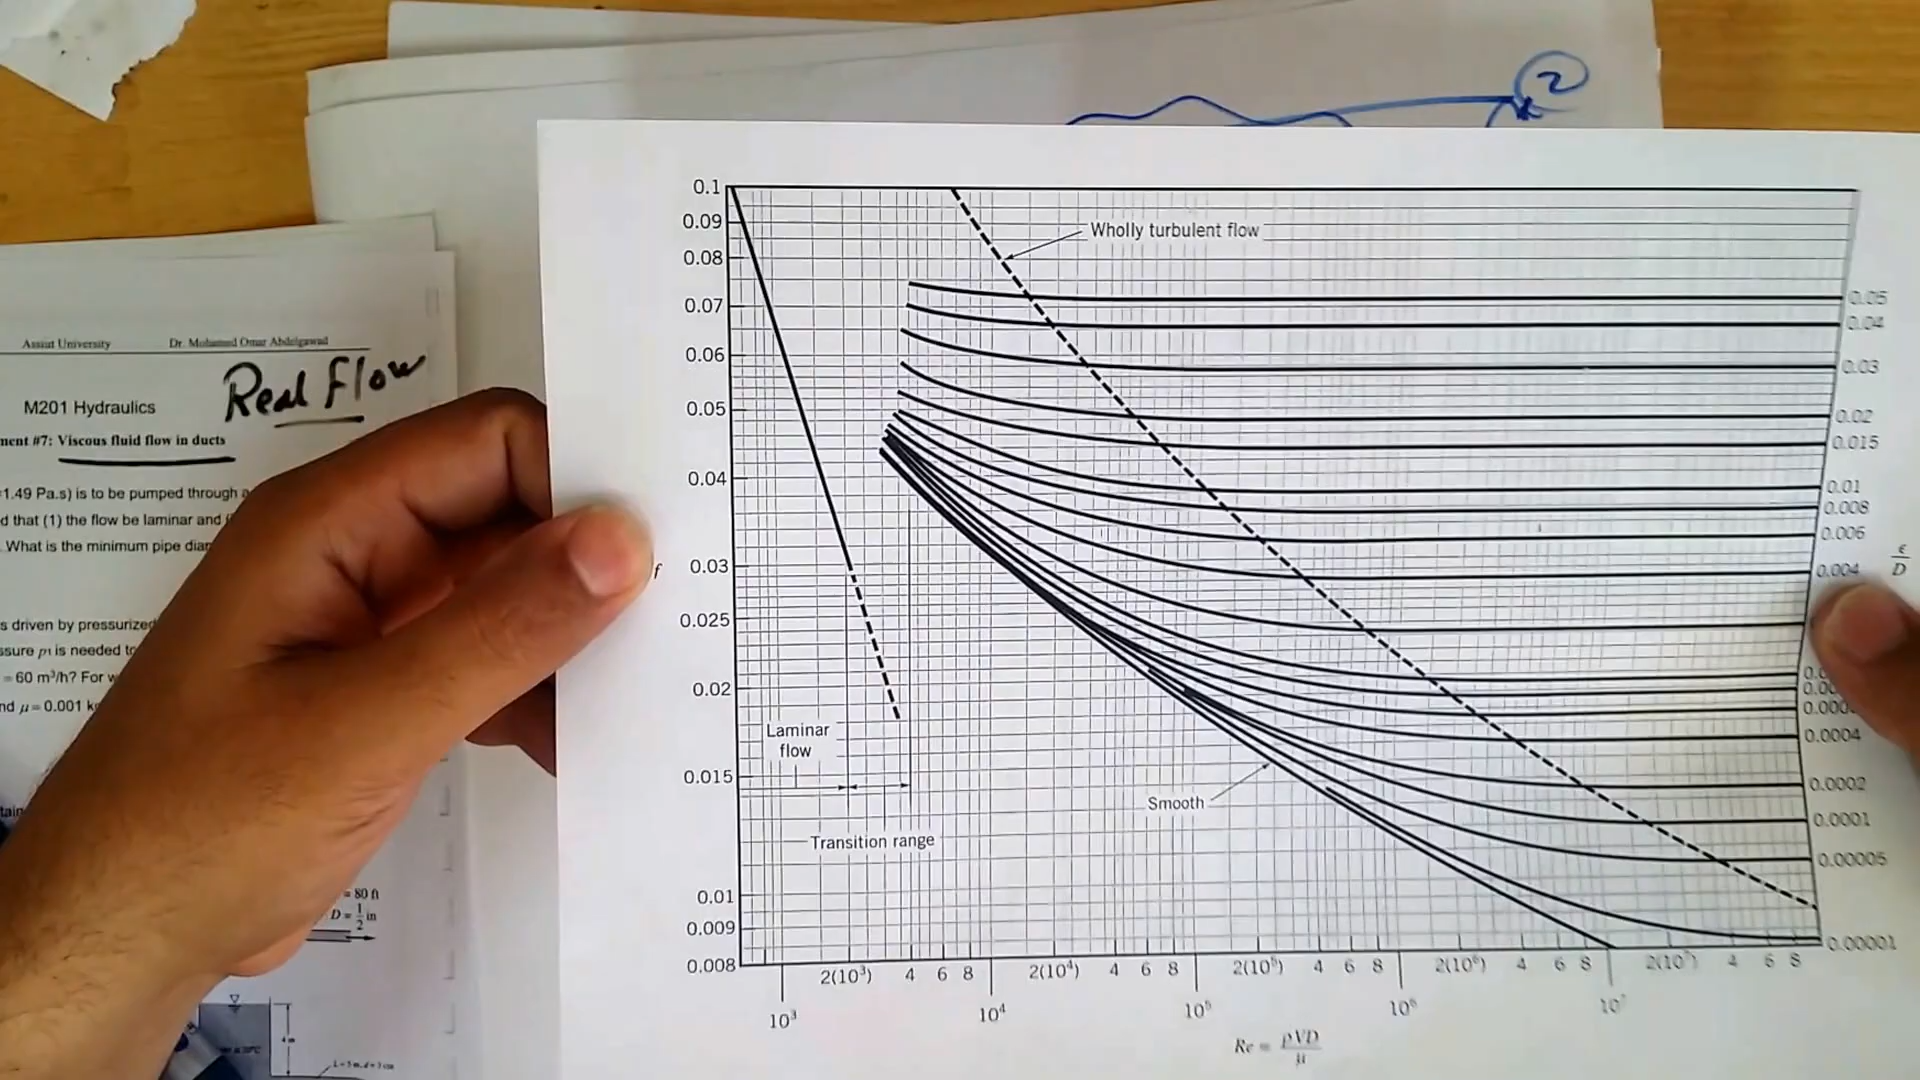 2
Assiut University Dr. Mohamed Omar Abdelgawad
Real Flow
M201 Hydraulics
ment #7: Viscous fluid flow in ducts
1.49 Pa.s) is to be pumped through a
d that (1) the flow be laminar and
. What is the minimum pipe diam
s driven by pressurized
ssure p1 is needed to
= 60 m³/h? For w
nd μ = 0.001 k
= 80 ft
D = 1/2 in
4 m
0.1
0.09
0.08
0.07
0.06
0.05
0.04
f
0.03
0.025
0.02
0.015
0.01
0.009
0.008
Wholly turbulent flow
Laminar
flow
Transition range
Smooth
0.05
0.04
0.03
0.02
0.015
0.01
0.008
0.006
0.004
0.0004
0.0002
0.0001
0.00005
0.00001
ε
D
2(10³) 4 6 8 2(10⁴) 4 6 8 2(10⁵) 4 6 8 2(10⁶) 4 6 8 2(10⁷) 4 6 8
10³ 10⁴ 10⁵ 10⁶ 10⁷
Re = ρVD/μ